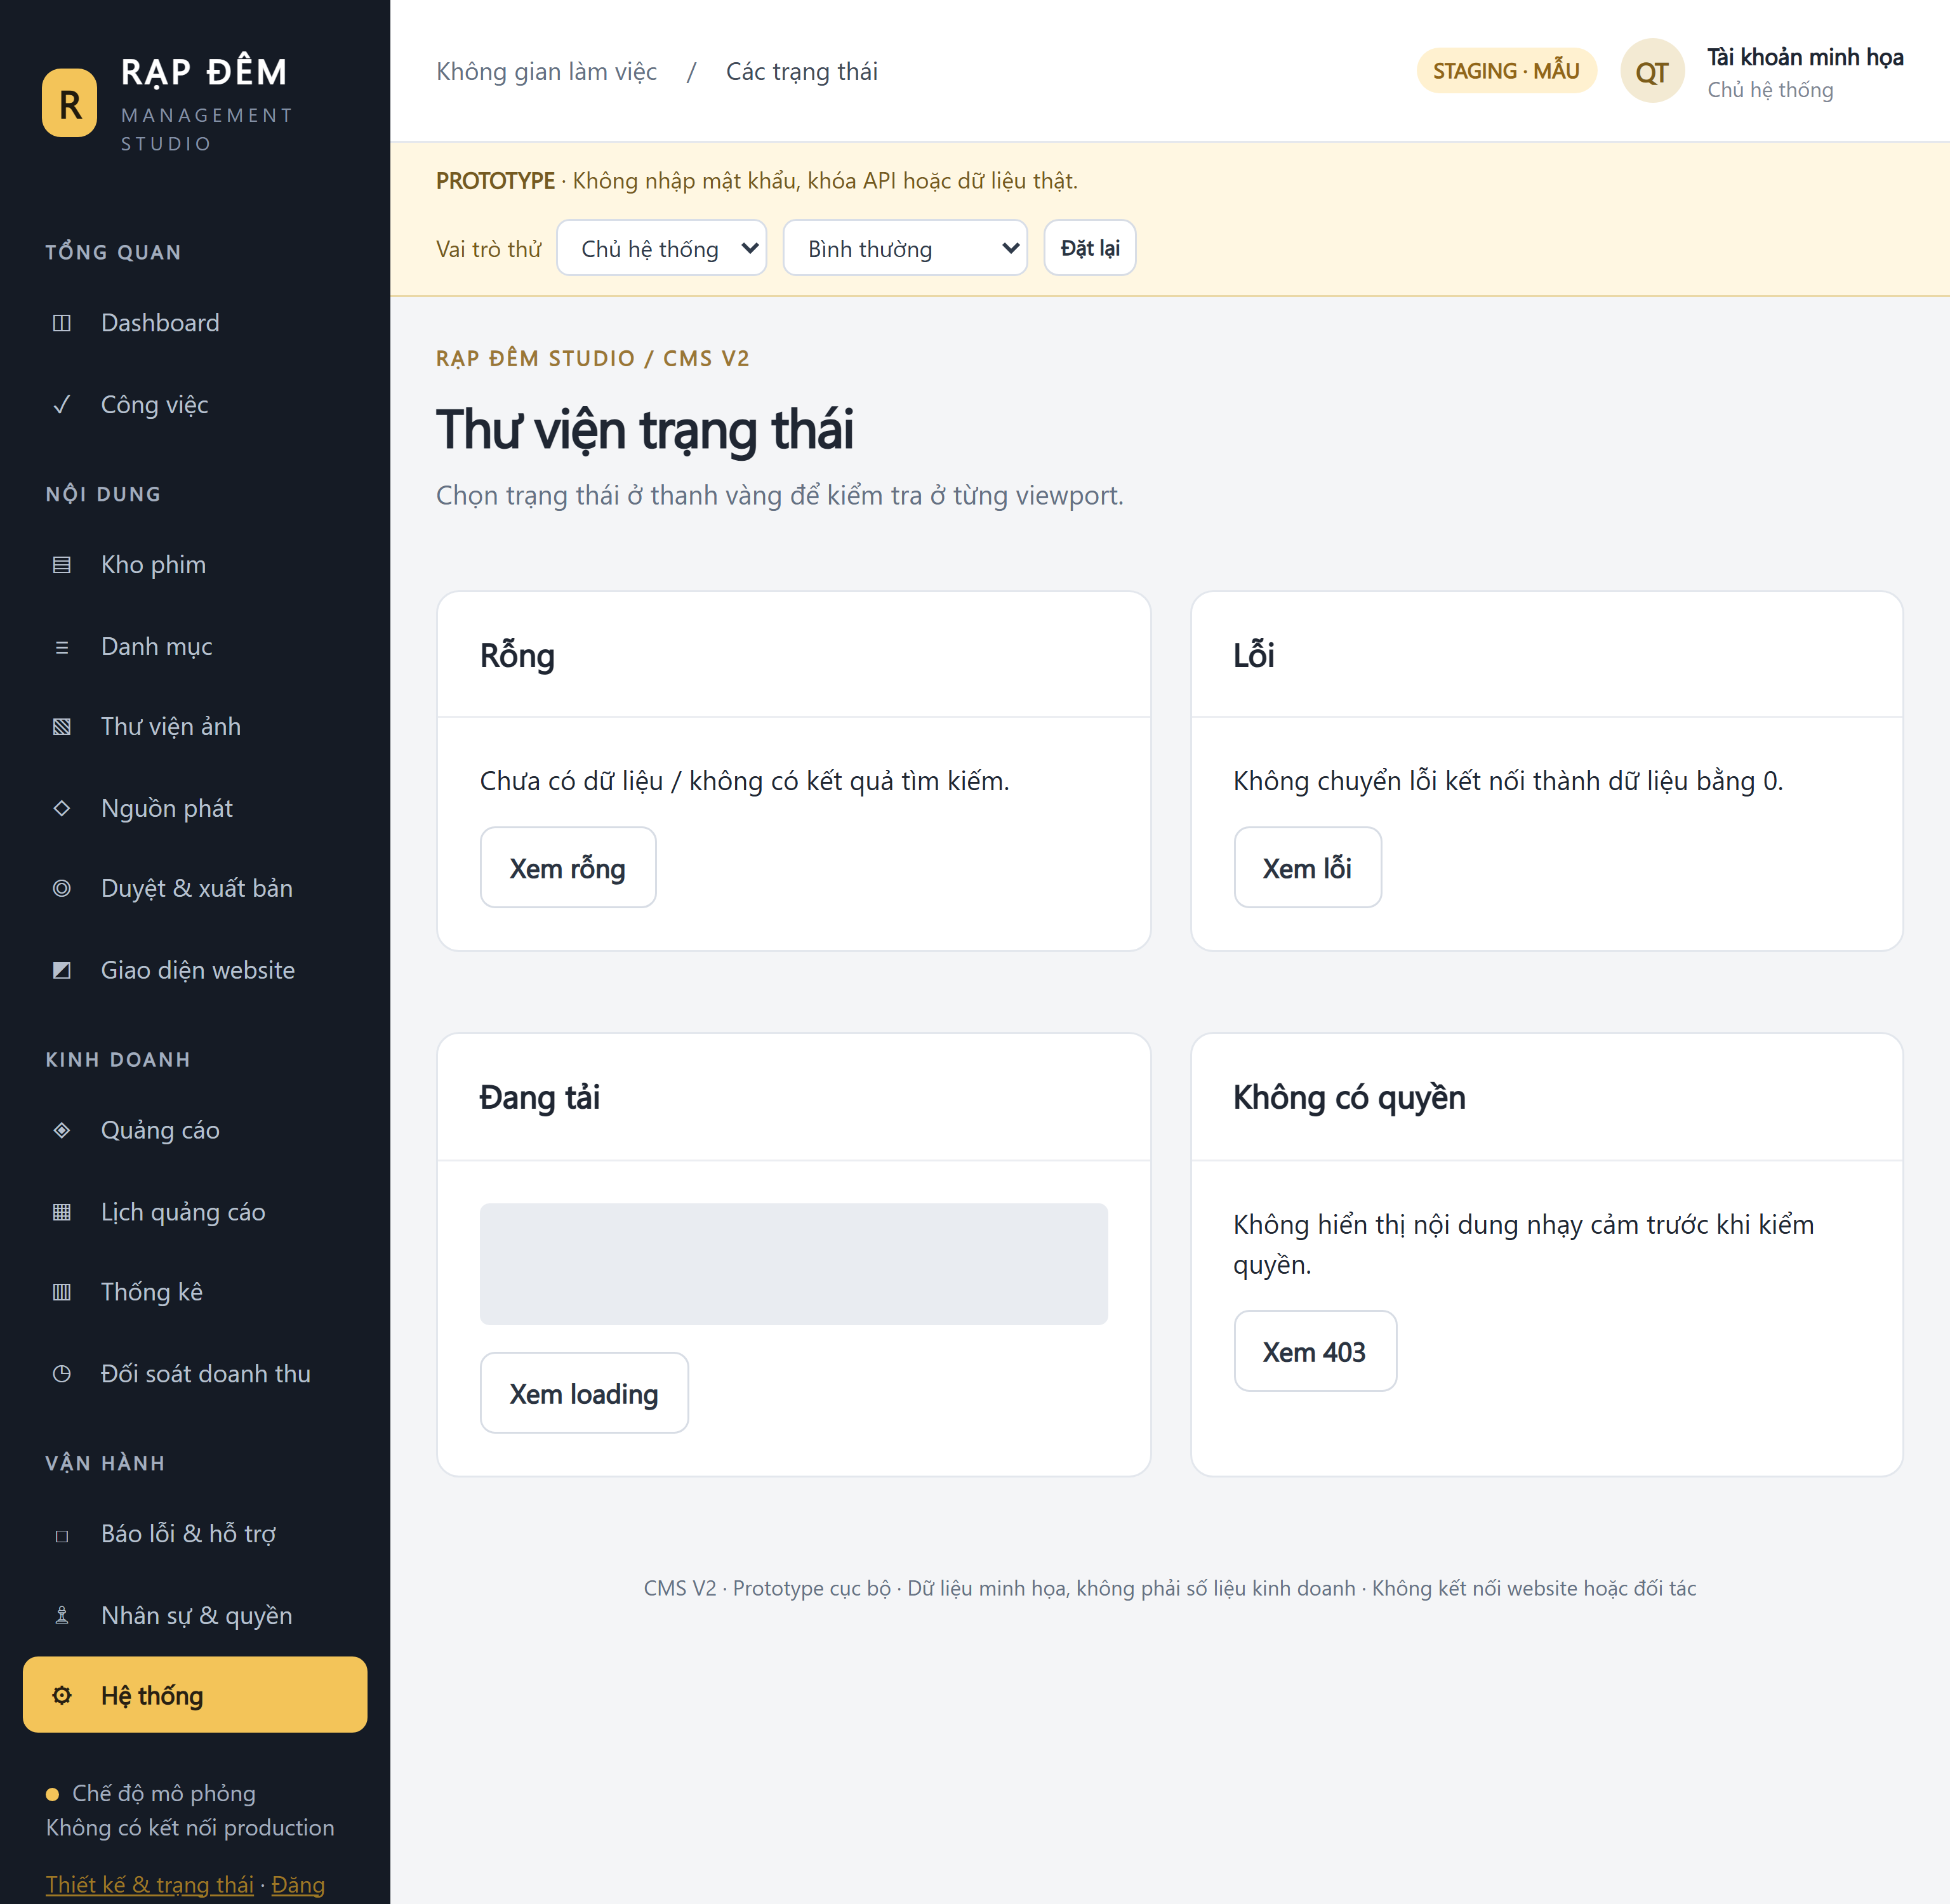 R
RẠP ĐÊM
MANAGEMENT
STUDIO
TỔNG QUAN
Dashboard
Công việc
NỘI DUNG
Kho phim
Danh mục
Thư viện ảnh
Nguồn phát
Duyệt & xuất bản
Giao diện website
KINH DOANH
Quảng cáo
Lịch quảng cáo
Thống kê
Đối soát doanh thu
VẬN HÀNH
Báo lỗi & hỗ trợ
Nhân sự & quyền
Hệ thống
Chế độ mô phỏng
Không có kết nối production
Thiết kế & trạng thái · Đăng
Không gian làm việc / Các trạng thái
STAGING · MẪU
QT
Tài khoản minh họa
Chủ hệ thống
PROTOTYPE · Không nhập mật khẩu, khóa API hoặc dữ liệu thật.
Vai trò thử Chủ hệ thống Bình thường Đặt lại
RẠP ĐÊM STUDIO / CMS V2
Thư viện trạng thái
Chọn trạng thái ở thanh vàng để kiểm tra ở từng viewport.
Rỗng
Chưa có dữ liệu / không có kết quả tìm kiếm.
Xem rỗng
Lỗi
Không chuyển lỗi kết nối thành dữ liệu bằng 0.
Xem lỗi
Đang tải
Xem loading
Không có quyền
Không hiển thị nội dung nhạy cảm trước khi kiểm
quyền.
Xem 403
CMS V2 · Prototype cục bộ · Dữ liệu minh họa, không phải số liệu kinh doanh · Không kết nối website hoặc đối tác